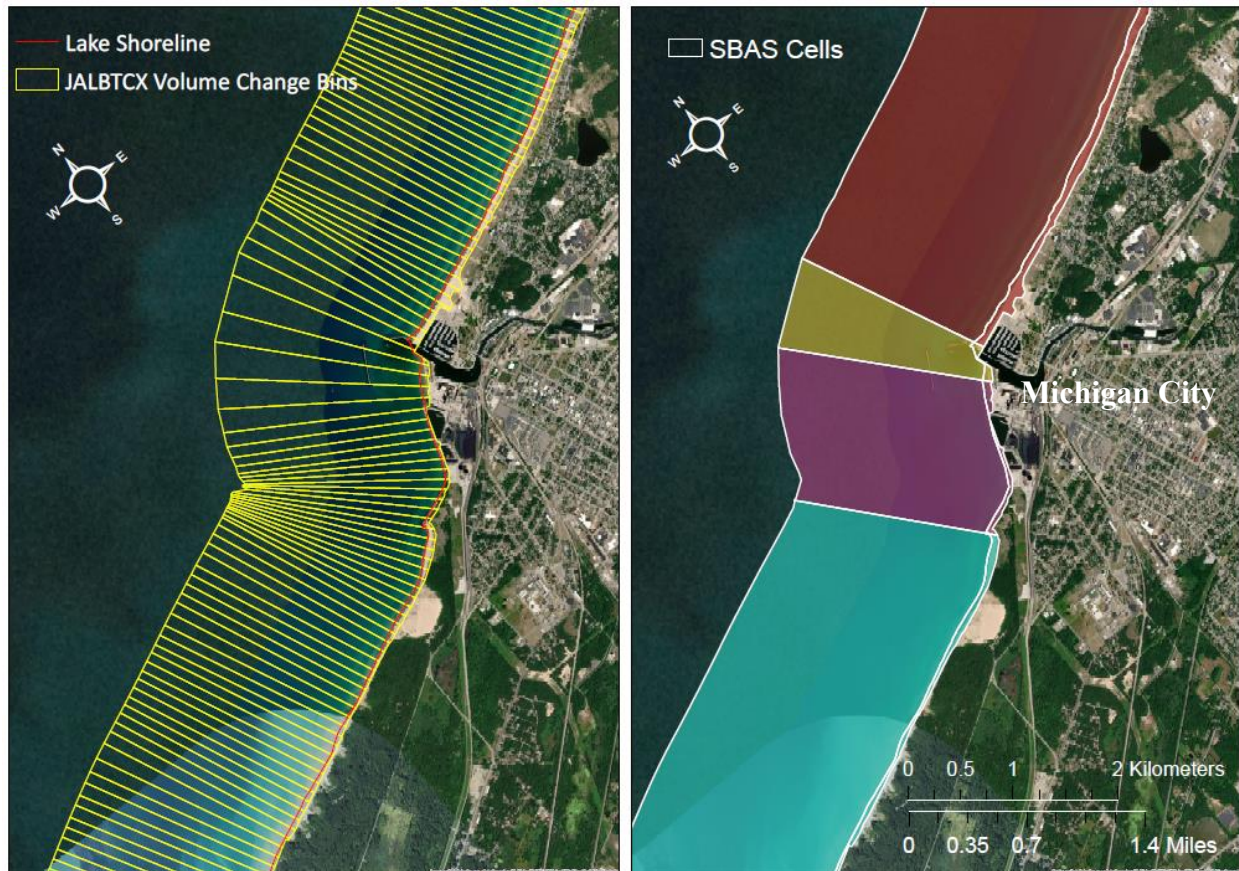 Lake Shoreline
JALBTCX Volume Change Bins
N
E
W
S
SBAS Cells
N
E
W
S
Michigan City
0 0.5 1 2 Kilometers
0 0.35 0.7 1.4 Miles